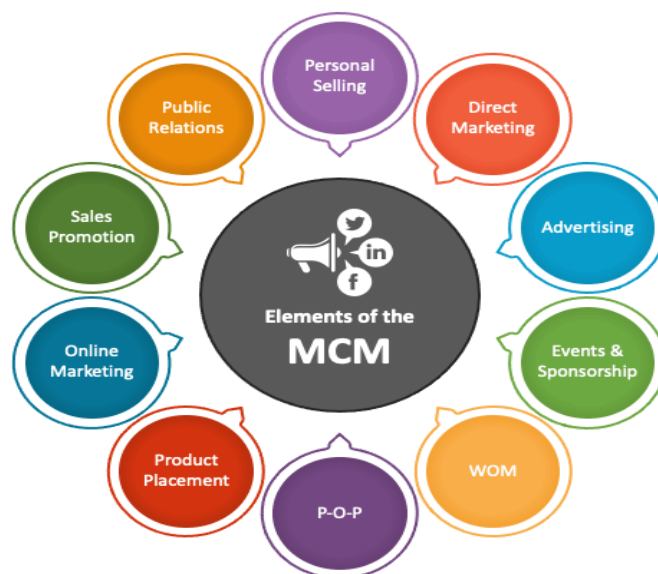 Personal
Selling
Direct
Marketing
Advertising
Events &
Sponsorship
WOM
P-O-P
Product
Placement
Online
Marketing
Sales
Promotion
Public
Relations
in
f
Elements of the
MCM